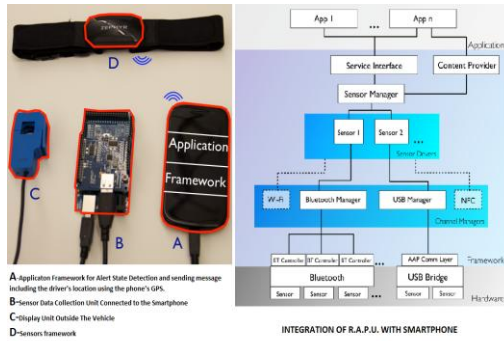 ZEPHYR
D
Application
Framework
C
B
A
A-Applicaton Framework for Alert State Detection and sending message
including the driver's location using the phone's GPS.
B-Sensor Data Collection Unit Connected to the Smartphone
C-Display Unit Outside The Vehicle
D-Sensors framework
App 1
...
App n
Application
Service Interface
Content Provider
Sensor Manager
Sensor 1
Sensor 2
...
Sensor Drivers
Wi-Fi
Bluetooth Manager
USB Manager
NFC
Channel Managers
BT Controller
BT Controller
BT Controller
...
AAP Comm Layer
Framework
Bluetooth
USB Bridge
Sensor
Sensor
Sensor
...
Sensor
Sensor
Hardware
INTEGRATION OF R.A.P.U. WITH SMARTPHONE